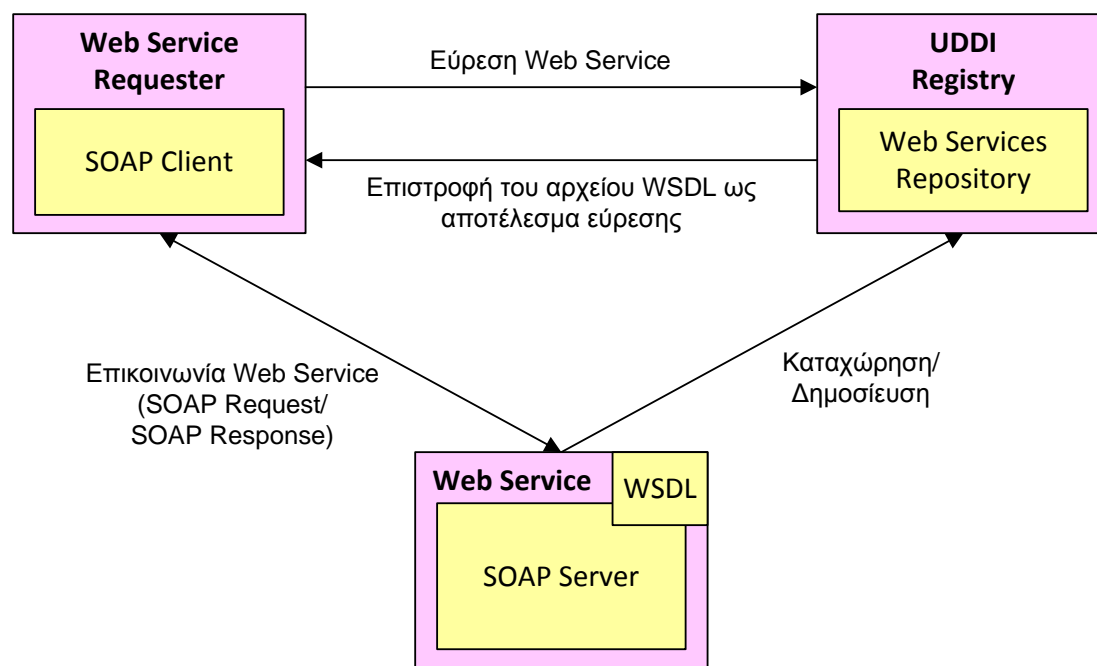 Web Service
Requester
SOAP Client
Εύρεση Web Service
UDDI
Registry
Web Services
Repository
Επιστροφή του αρχείου WSDL ως
αποτέλεσμα εύρεσης
Επικοινωνία Web Service
(SOAP Request/
SOAP Response)
Καταχώρηση/
Δημοσίευση
Web Service
WSDL
SOAP Server